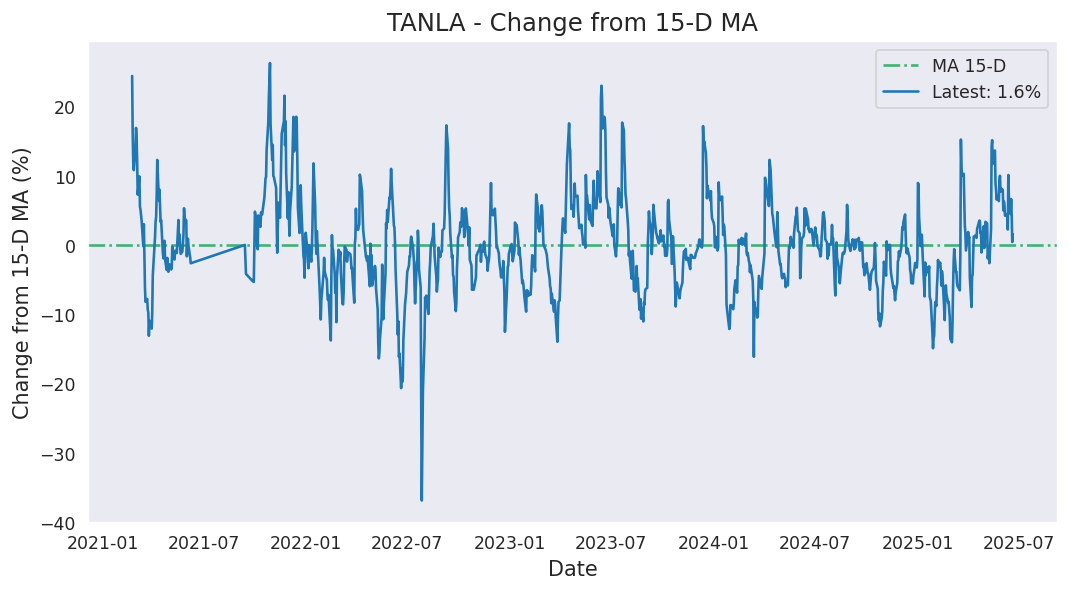 TANLA - Change from 15-D MA
MA 15-D
Latest: 1.6%
Change from 15-D MA (%)
20
10
0
−10
−20
−30
−40
2021-01 2021-07 2022-01 2022-07 2023-01 2023-07 2024-01 2024-07 2025-01 2025-07
Date